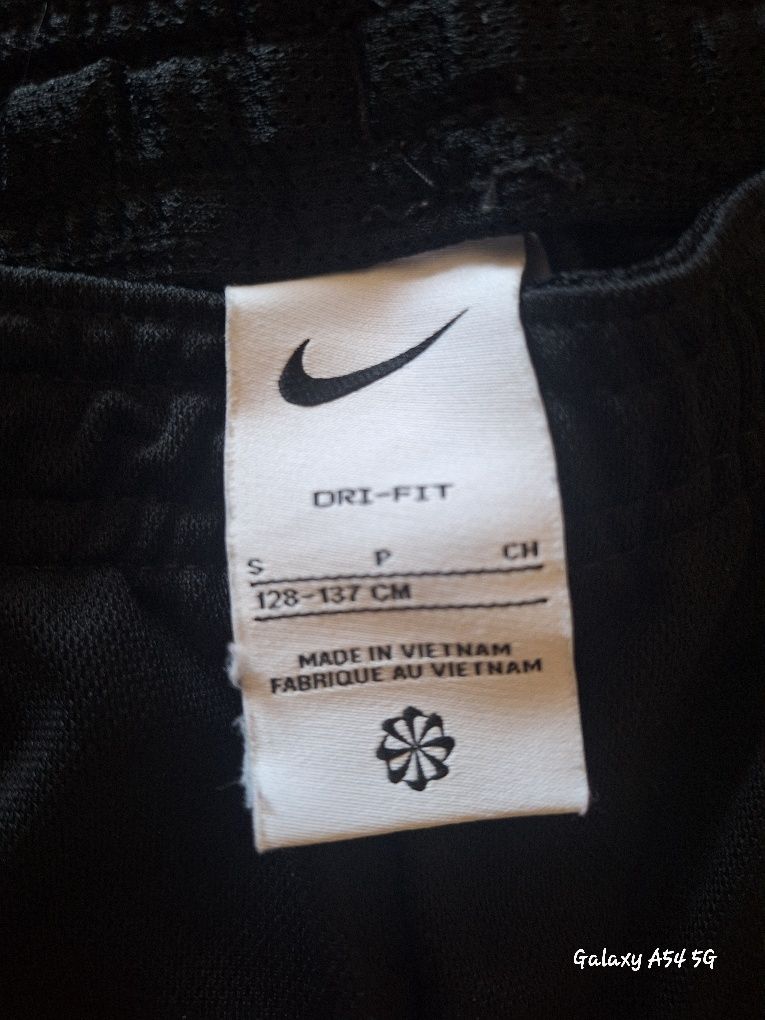 DRI-FIT
S P CH
128-137 CM
MADE IN VIETNAM
FABRIQUE AU VIETNAM
Galaxy A54 5G